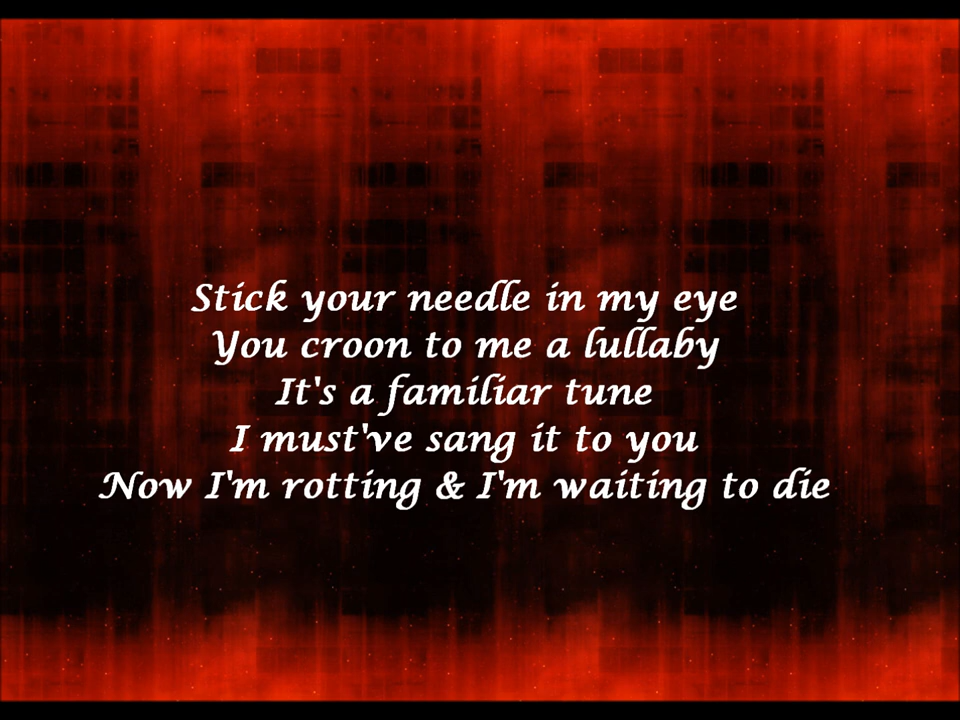 Stick your needle in my eye
You croon to me a lullaby
It's a familiar tune
I must've sang it to you
Now I'm rotting & I'm waiting to die